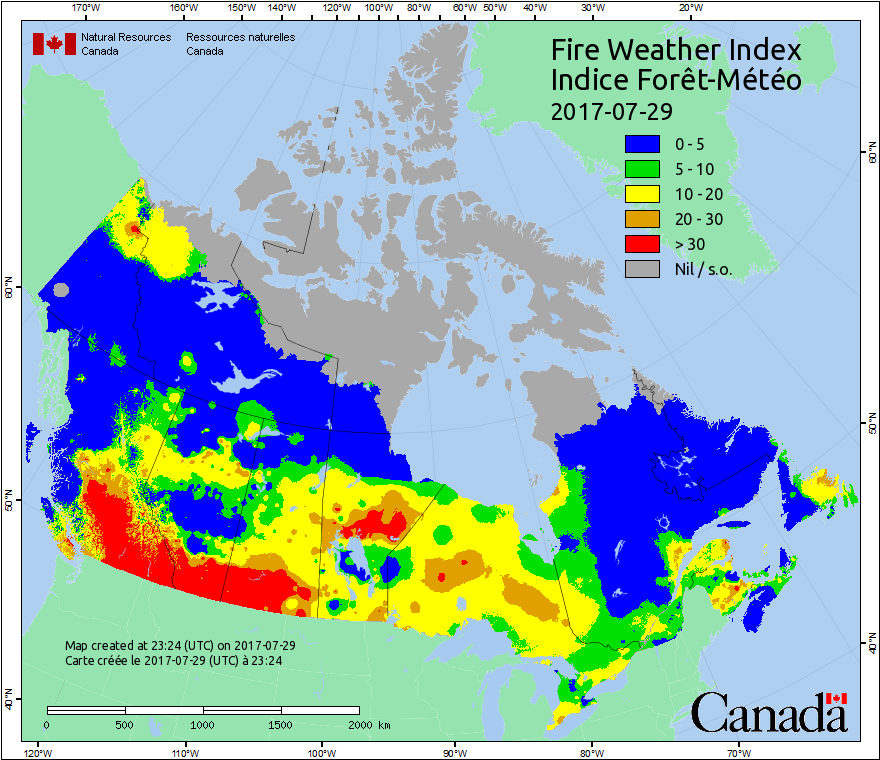 170°W 160°W 150°W 140°W 130°W 120°W 110°W 100°W 90°W 80°W 70°W 60°W 50°W 40°W 30°W 20°W
Natural Resources Ressources naturelles
Canada Canada
Fire Weather Index
Indice Forêt-Météo
2017-07-29
0 - 5
5 - 10
10 - 20
20 - 30
> 30
Nil / s.o.
60°N
60°N
50°N
50°N
40°N
40°N
Map created at 23:24 (UTC) on 2017-07-29
Carte créée le 2017-07-29 (UTC) à 23:24
0 500 1000 1500 2000 km
Canada
120°W 110°W 100°W 90°W 80°W 70°W